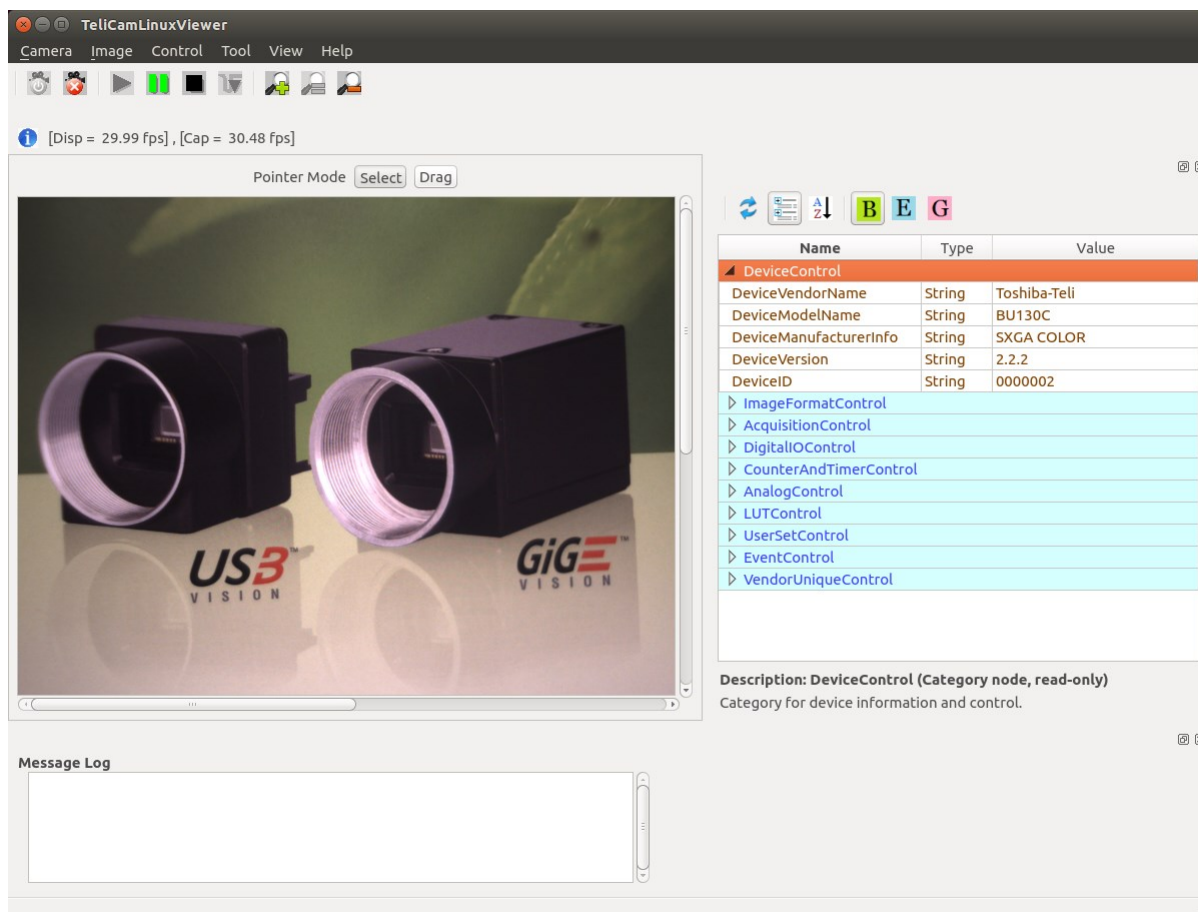 TeliCamLinuxViewer
Camera Image Control Tool View Help
[Disp = 29.99 fps] , [Cap = 30.48 fps]
Pointer Mode Select Drag
USB™
VISION
GiGE™
VISION
A
Z
B E G
Name Type Value
DeviceControl
DeviceVendorName String Toshiba-Teli
DeviceModelName String BU130C
DeviceManufacturerInfo String SXGA COLOR
DeviceVersion String 2.2.2
DeviceID String 0000002
ImageFormatControl
AcquisitionControl
DigitalIOControl
CounterAndTimerControl
AnalogControl
LUTControl
UserSetControl
EventControl
VendorUniqueControl
Description: DeviceControl (Category node, read-only)
Category for device information and control.
Message Log